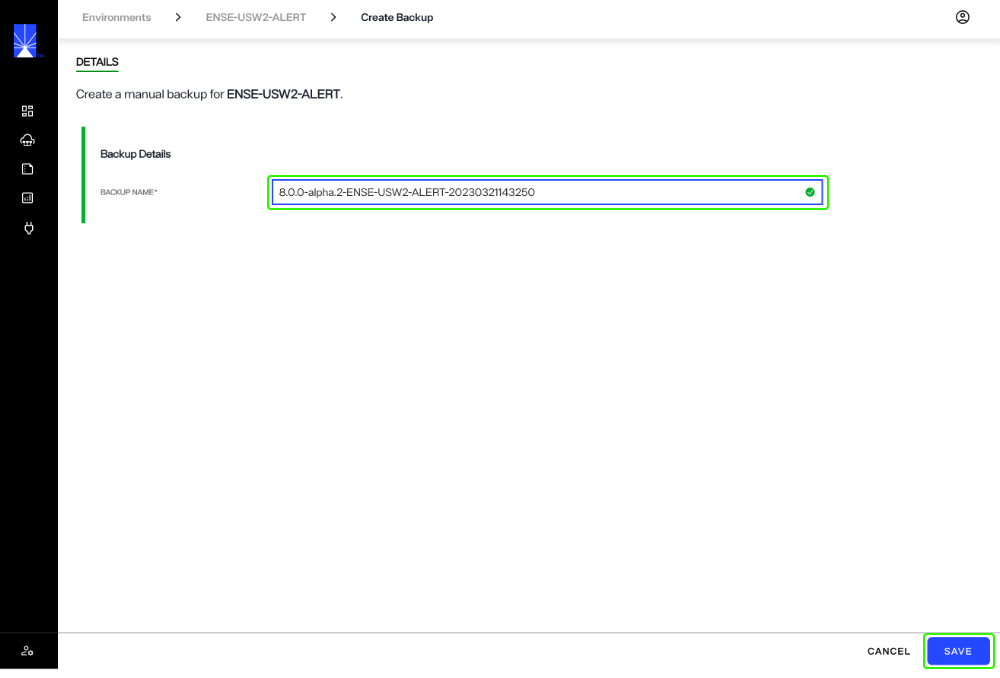 Environments > ENSE-USW2-ALERT > Create Backup
DETAILS
Create a manual backup for ENSE-USW2-ALERT.
Backup Details
BACKUP NAME*
8.0.0-alpha.2-ENSE-USW2-ALERT-20230321143250
CANCEL
SAVE